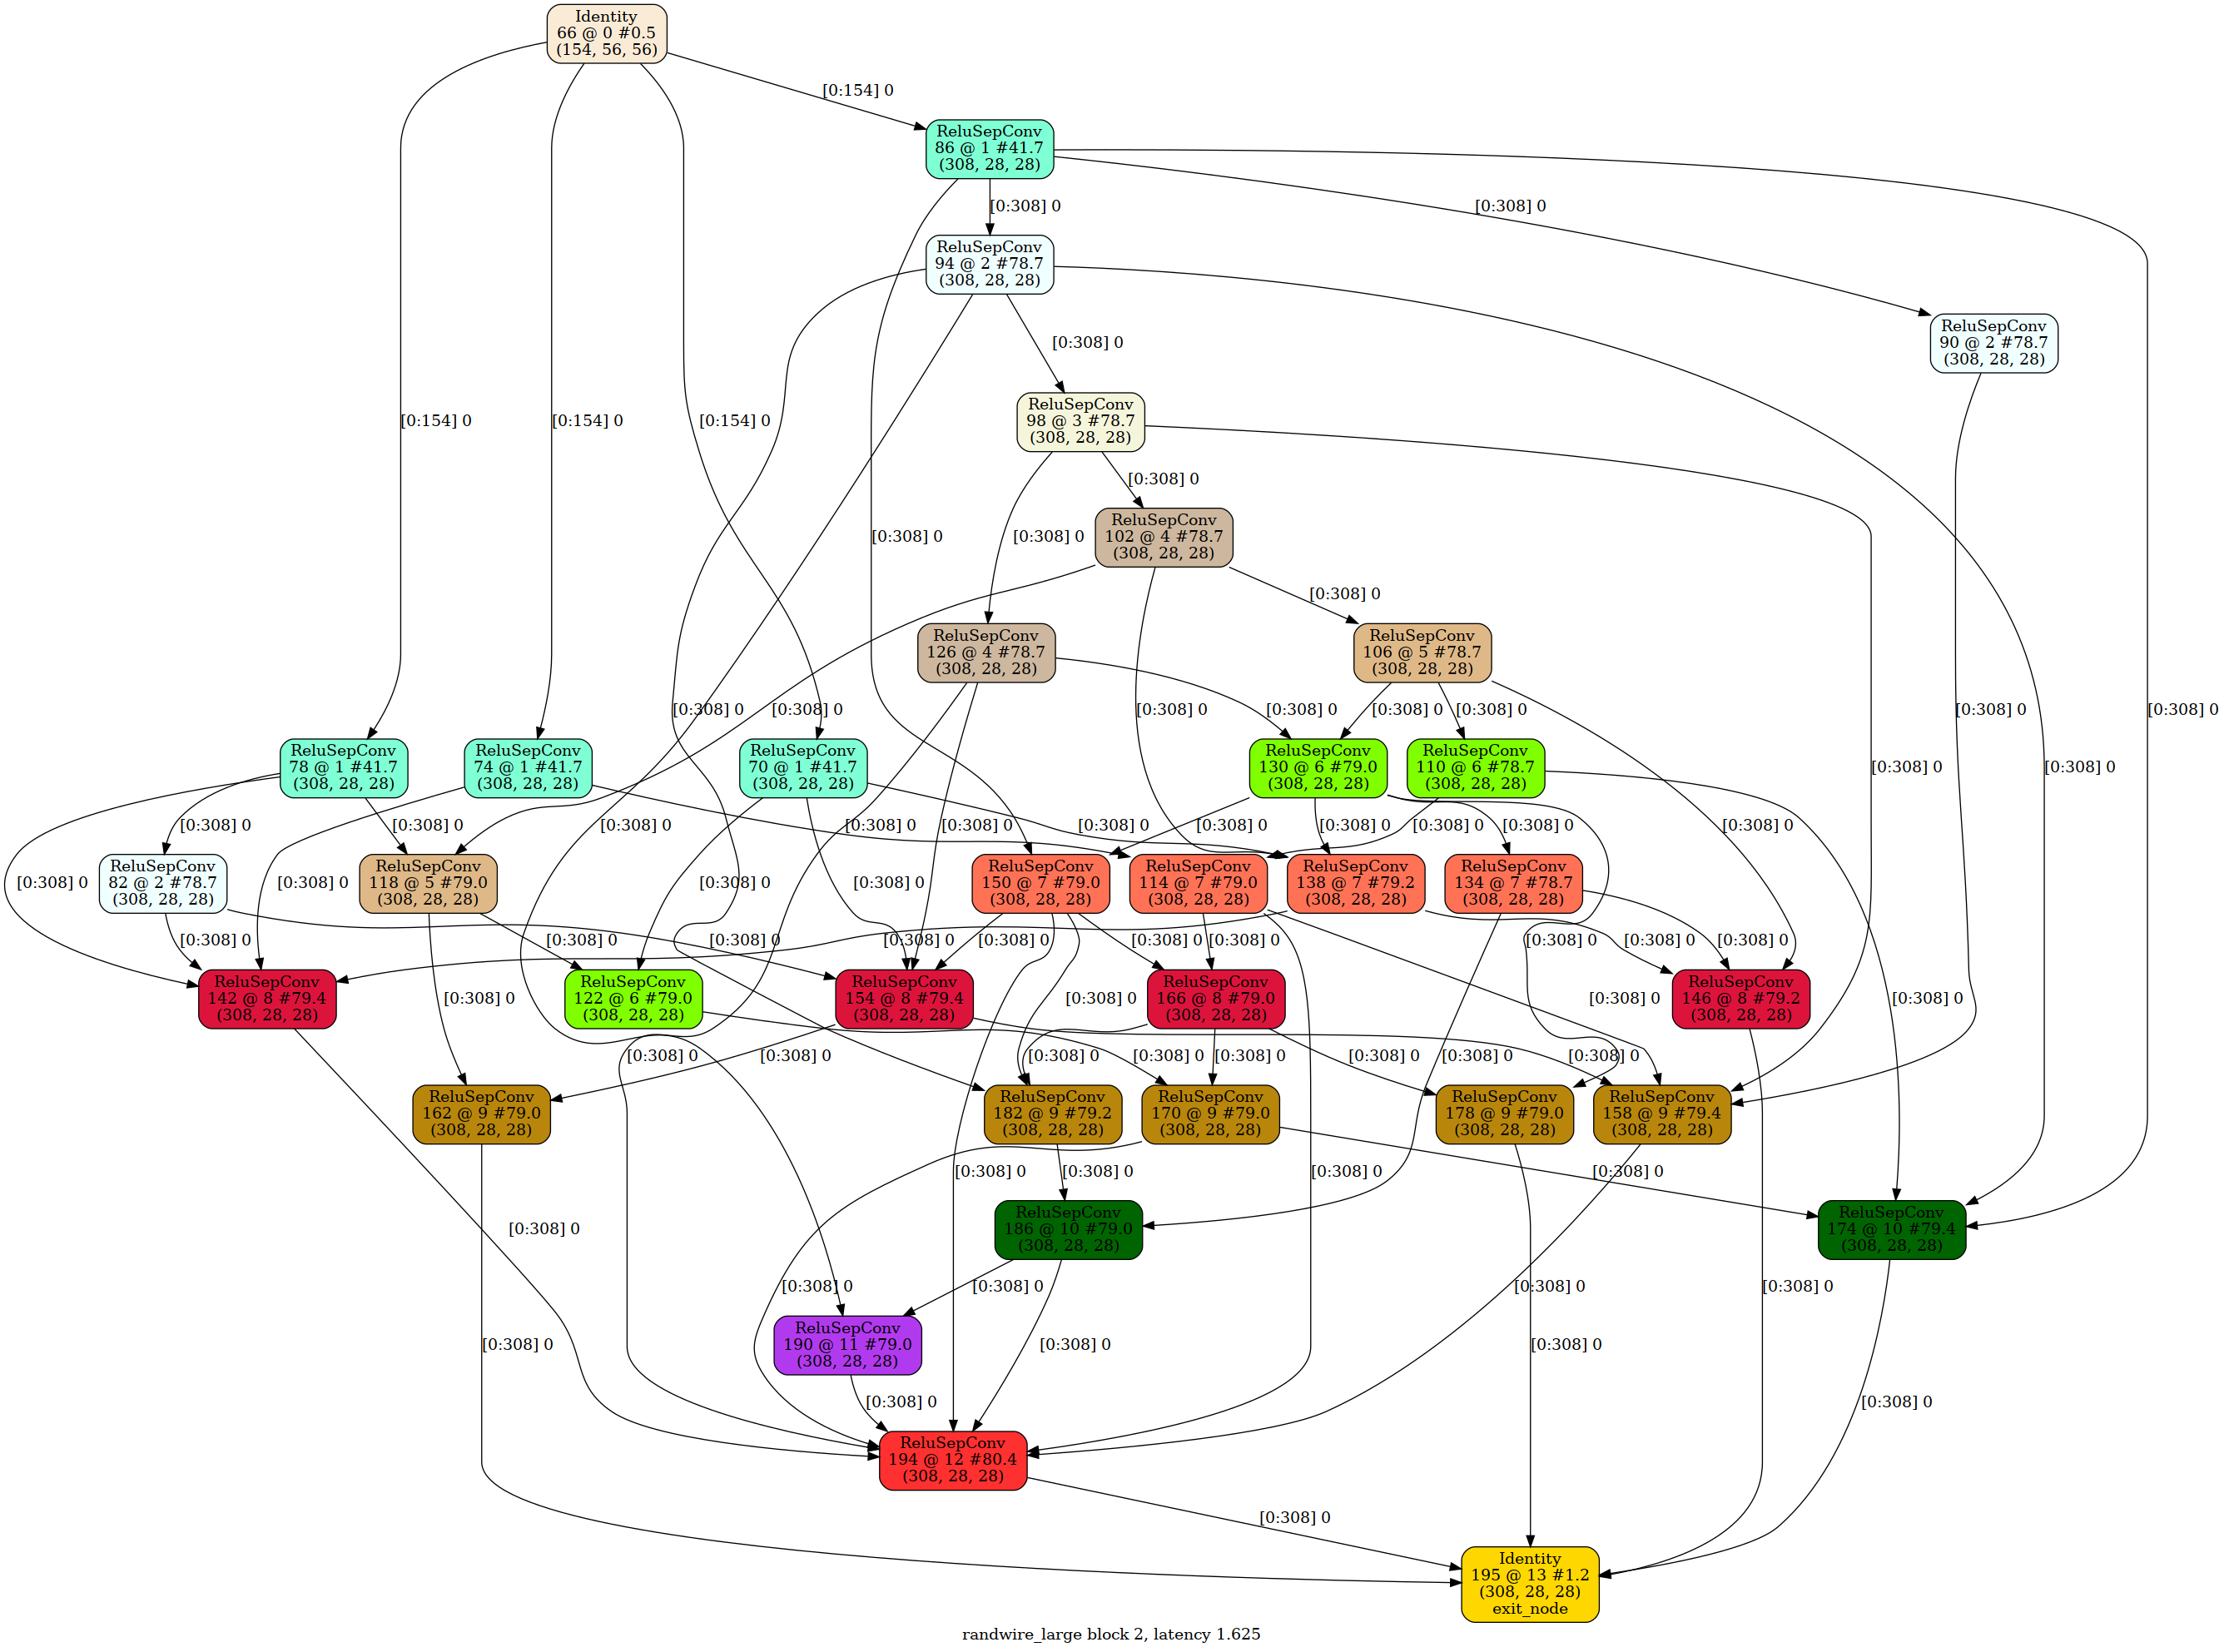 Identity
66 @ 0 #0.5
(154, 56, 56)
[0:154] 0
ReluSepConv
86 @ 1 #41.7
(308, 28, 28)
[0:308] 0
[0:308] 0
ReluSepConv
94 @ 2 #78.7
(308, 28, 28)
ReluSepConv
90 @ 2 #78.7
(308, 28, 28)
[0:308] 0
ReluSepConv
98 @ 3 #78.7
(308, 28, 28)
[0:154] 0
[0:154] 0
[0:154] 0
[0:308] 0
ReluSepConv
102 @ 4 #78.7
(308, 28, 28)
[0:308] 0
[0:308] 0
[0:308] 0
ReluSepConv
126 @ 4 #78.7
(308, 28, 28)
ReluSepConv
106 @ 5 #78.7
(308, 28, 28)
[0:308] 0
[0:308] 0
[0:308] 0
[0:308] 0
[0:308] 0
[0:308] 0
[0:308] 0
[0:308] 0
ReluSepConv
78 @ 1 #41.7
(308, 28, 28)
ReluSepConv
74 @ 1 #41.7
(308, 28, 28)
ReluSepConv
70 @ 1 #41.7
(308, 28, 28)
ReluSepConv
130 @ 6 #79.0
(308, 28, 28)
ReluSepConv
110 @ 6 #78.7
(308, 28, 28)
[0:308] 0
[0:308] 0
[0:308] 0
[0:308] 0
[0:308] 0
[0:308] 0
[0:308] 0
[0:308] 0
[0:308] 0
[0:308] 0
[0:308] 0
[0:308] 0
[0:308] 0
[0:308] 0
ReluSepConv
82 @ 2 #78.7
(308, 28, 28)
[0:308] 0
ReluSepConv
118 @ 5 #79.0
(308, 28, 28)
[0:308] 0
[0:308] 0
ReluSepConv
150 @ 7 #79.0
(308, 28, 28)
ReluSepConv
114 @ 7 #79.0
(308, 28, 28)
ReluSepConv
138 @ 7 #79.2
(308, 28, 28)
ReluSepConv
134 @ 7 #78.7
(308, 28, 28)
[0:308] 0
[0:308] 0
[0:308] 0
[0:308] 0
[0:308] 0
[0:308] 0
[0:308] 0
[0:308] 0
[0:308] 0
[0:308] 0
ReluSepConv
142 @ 8 #79.4
(308, 28, 28)
[0:308] 0
ReluSepConv
122 @ 6 #79.0
(308, 28, 28)
ReluSepConv
154 @ 8 #79.4
(308, 28, 28)
[0:308] 0
ReluSepConv
166 @ 8 #79.0
(308, 28, 28)
[0:308] 0
ReluSepConv
146 @ 8 #79.2
(308, 28, 28)
[0:308] 0
[0:308] 0
[0:308] 0
[0:308] 0
[0:308] 0
[0:308] 0
[0:308] 0
[0:308] 0
[0:308] 0
ReluSepConv
162 @ 9 #79.0
(308, 28, 28)
ReluSepConv
182 @ 9 #79.2
(308, 28, 28)
ReluSepConv
170 @ 9 #79.0
(308, 28, 28)
ReluSepConv
178 @ 9 #79.0
(308, 28, 28)
ReluSepConv
158 @ 9 #79.4
(308, 28, 28)
[0:308] 0
[0:308] 0
[0:308] 0
[0:308] 0
[0:308] 0
ReluSepConv
186 @ 10 #79.0
(308, 28, 28)
ReluSepConv
174 @ 10 #79.4
(308, 28, 28)
[0:308] 0
[0:308] 0
[0:308] 0
[0:308] 0
[0:308] 0
ReluSepConv
190 @ 11 #79.0
(308, 28, 28)
[0:308] 0
[0:308] 0
[0:308] 0
[0:308] 0
ReluSepConv
194 @ 12 #80.4
(308, 28, 28)
[0:308] 0
Identity
195 @ 13 #1.2
(308, 28, 28)
exit_node
randwire_large block 2, latency 1.625